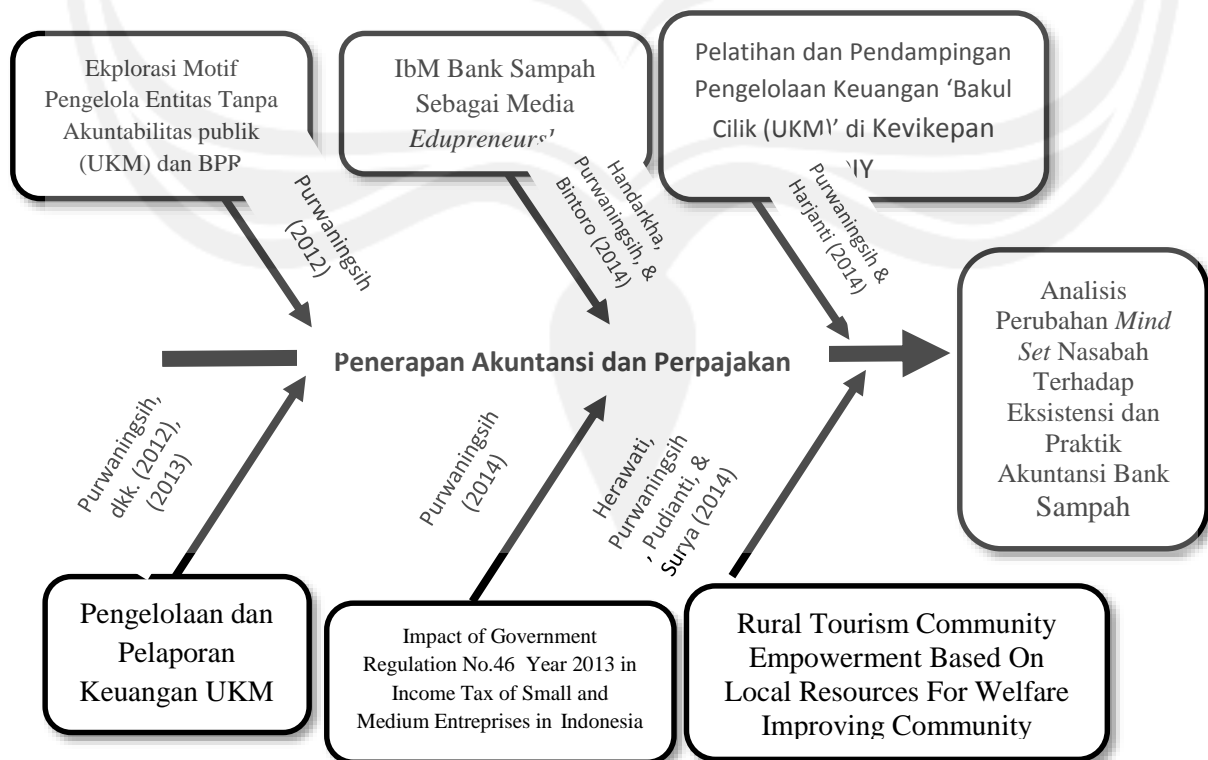 Ekplorasi Motif
Pengelola Entitas Tanpa
Akuntabilitas publik
(UKM) dan BPR
IbM Bank Sampah
Sebagai Media
Pelatihan dan Pendampingan
Pengelolaan Keuangan ‘Bakul
Cilik (UKM)’ di Kevikepan
Purwaningsih
(2012)
Handarkha,
Purwaningsih, &
Bintoro (2014)
Purwaningsih &
Harjanti (2014)
Penerapan Akuntansi dan Perpajakan
Analisis
Perubahan Mind
Set Nasabah
Terhadap
Eksistensi dan
Praktik
Akuntansi Bank
Sampah
Purwaningsih,
dkk. (2012),
(2013)
Purwaningsih
(2014)
Herawati,
Purwaningsih
, Pudianti, &
Surya (2014)
Pengelolaan dan
Pelaporan
Keuangan UKM
Impact of Government
Regulation No.46 Year 2013 in
Income Tax of Small and
Medium Entreprises in Indonesia
Rural Tourism Community
Empowerment Based On
Local Resources For Welfare
Improving Community